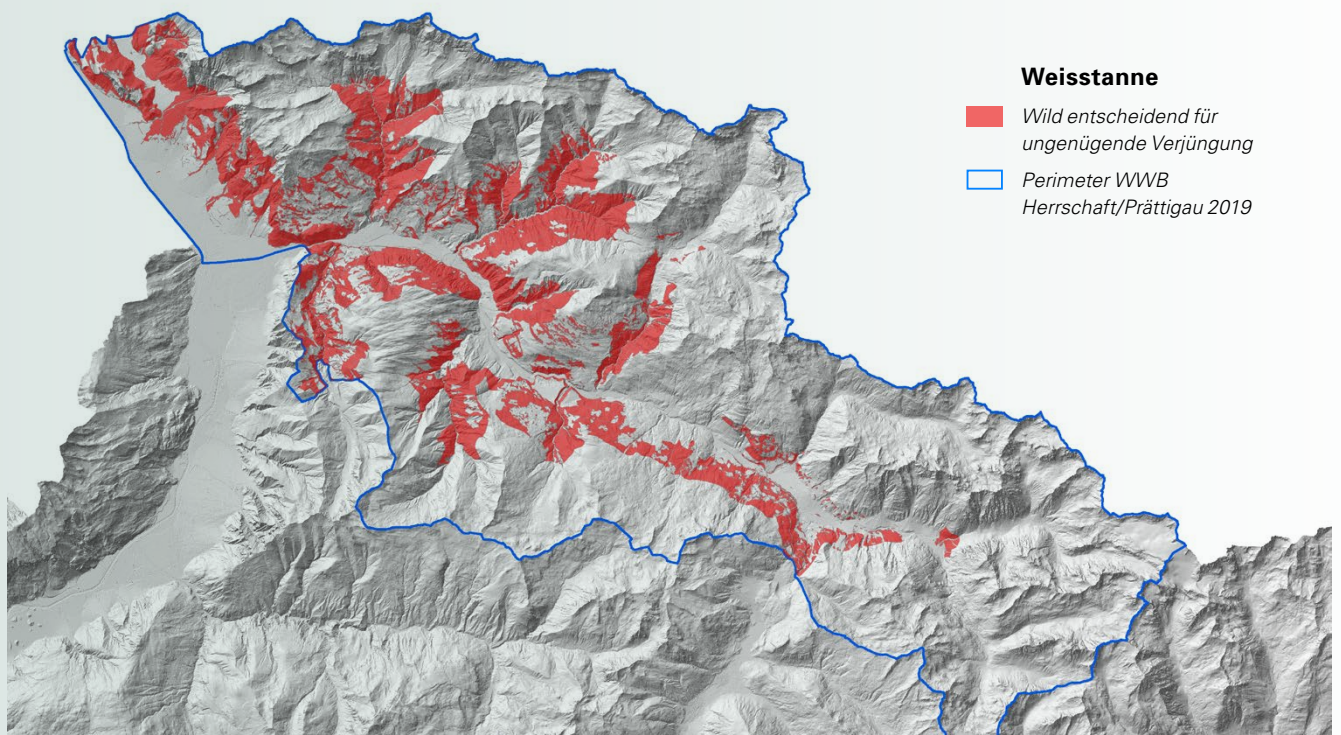 Weisstanne
Wild entscheidend für
ungenügende Verjüngung
Perimeter WWB
Herrschaft/Prättigau 2019